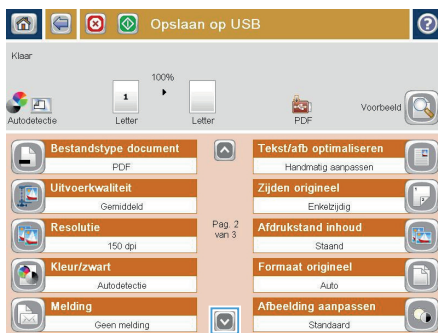 Opslaan op USB
?
Klaar
100%
1
Autodetectie
Letter
Letter
PDF
Voorbeeld
Bestandstype document
PDF
Uitvoerkwaliteit
Gemiddeld
Resolutie
150 dpi
Kleur/zwart
Autodetectie
Melding
Geen melding
Pag. 2
van 3
Tekst/afb optimaliseren
Handmatig aanpassen
Zijden origineel
Enkelzijdig
Afdrukstand inhoud
Staand
Formaat origineel
Auto
Afbeelding aanpassen
Standaard